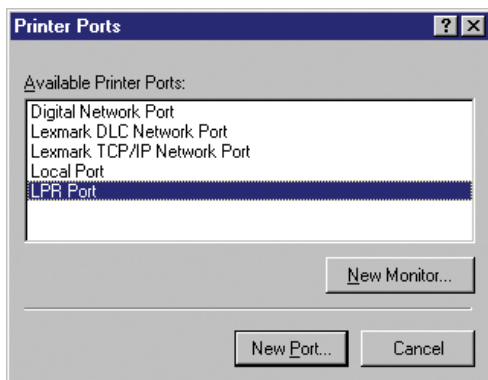 Printer Ports
Available Printer Ports:
Digital Network Port
Lexmark DLC Network Port
Lexmark TCP/IP Network Port
Local Port
LPR Port
New Monitor...
New Port...
Cancel